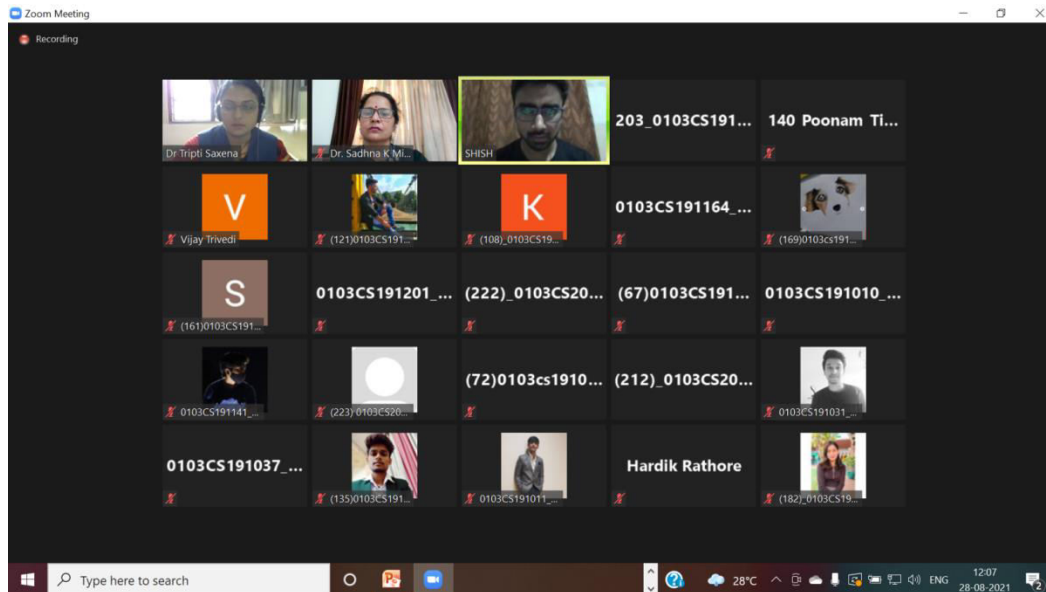 Zoom Meeting
Recording
Dr Tripti Saxena
Dr. Sadhna K Mi...
SHISH
203_0103CS191...
140 Poonam Ti...
V
Vijay Trivedi
(121)0103CS191...
K
(108)_0103CS19...
0103CS191164_...
(169)0103cs191...
S
(161)0103CS191...
0103CS191201_...
(222)_0103CS20...
(67)0103CS191...
0103CS191010_...
0103CS191141_...
(223) 0103CS20...
(72)0103cs1910...
(212)_0103CS20...
0103CS191031_...
0103CS191037_...
(135)0103CS191...
0103CS191011_...
Hardik Rathore
(182)_0103CS19...
Type here to search
28°C
ENG
12:07
28-08-2021
2